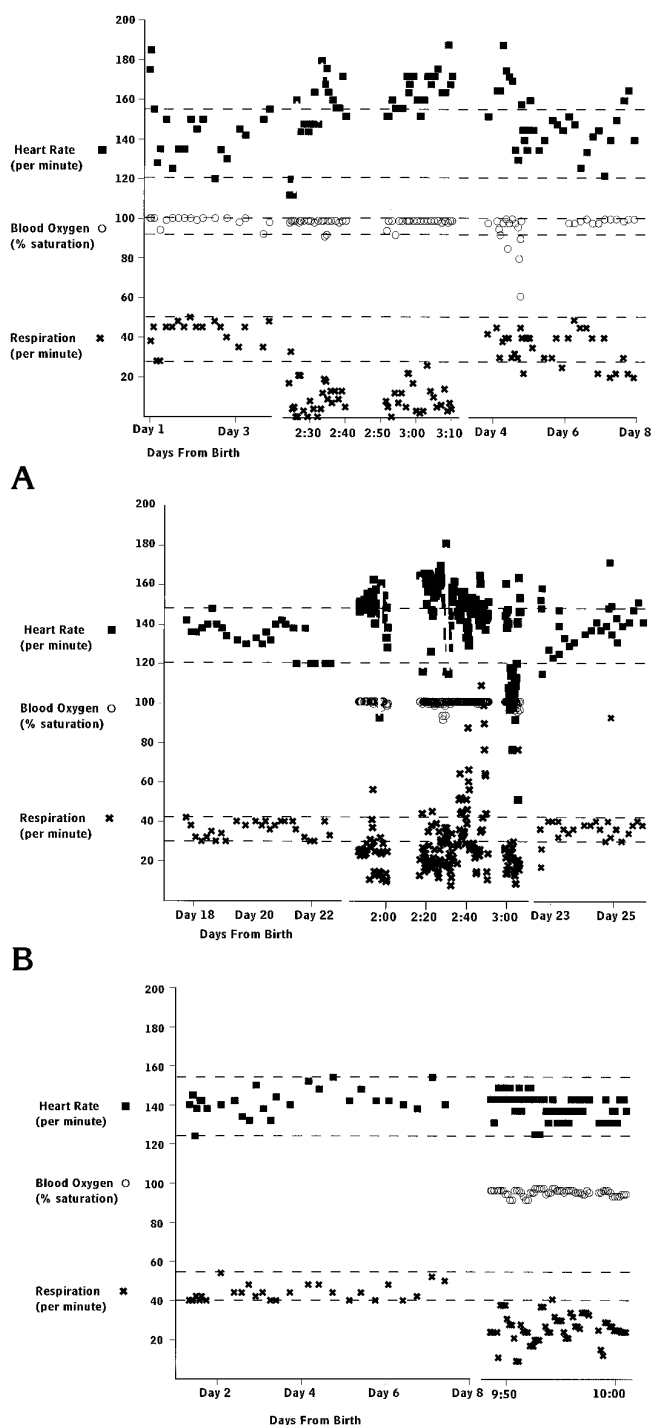 200
180
160
140
120
100
80
60
40
20
Heart Rate
(per minute)
Blood Oxygen
(% saturation)
Respiration
(per minute)
Day 1 Day 3 2:30 2:40 2:50 3:00 3:10 Day 4 Day 6 Day 8
Days From Birth
A
200
180
160
140
120
100
80
60
40
20
Heart Rate
(per minute)
Blood Oxygen
(% saturation)
Respiration
(per minute)
Day 18 Day 20 Day 22 2:00 2:20 2:40 3:00 Day 23 Day 25
Days From Birth
B
200
180
160
140
120
100
80
60
40
20
Heart Rate
(per minute)
Blood Oxygen
(% saturation)
Respiration
(per minute)
Day 2 Day 4 Day 6 Day 8 9:50 10:00
Days From Birth